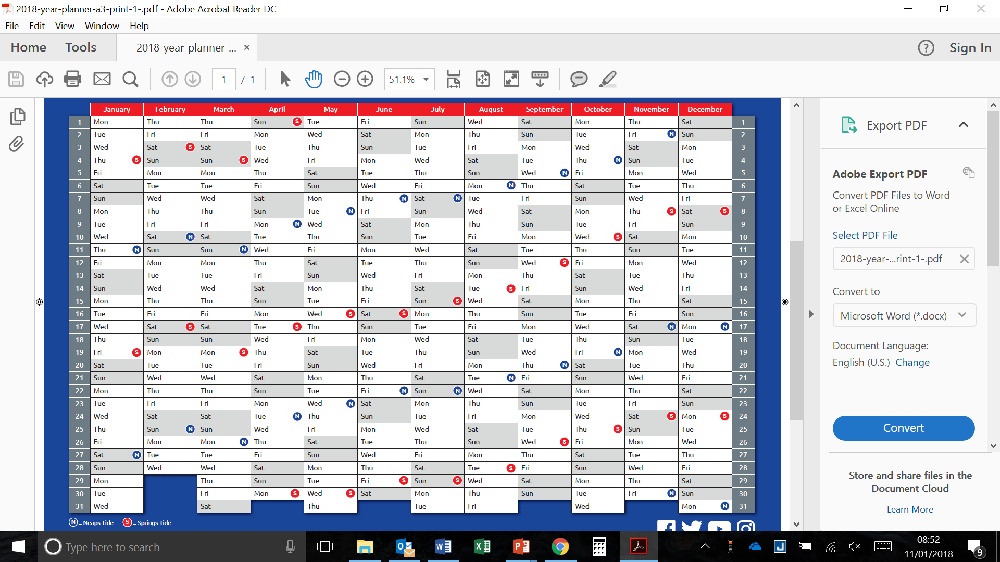 2018-year-planner-a3-print-1-.pdf - Adobe Acrobat Reader DC
File Edit View Window Help
Home Tools 2018-year-planner-... × ? Sign In
1 / 1 51.1%
January February March April May June July August September October November December
1 Mon Thu Thu Sun S Tue Fri Sun Wed Sat Mon Thu Sat 1
2 Tue Fri Fri Mon Wed Sat Mon Thu Sun Tue Fri N Sun 2
3 Wed Sat S Sat Tue Thu Sun Tue Fri Mon Wed Sat Mon 3
4 Thu S Sun Sun S Wed Fri Mon Wed Sat Tue Thu N Sun Tue 4
5 Fri Mon Mon Thu Sat Tue Thu Sun Wed N Fri Mon Wed 5
6 Sat Tue Tue Fri Sun Wed Fri Mon N Thu Sat Tue Thu 6
7 Sun Wed Wed Sat Mon Thu N Sat N Tue Fri Sun Wed Fri 7
8 Mon Thu Thu Sun Tue N Fri Sun Wed Sat Mon Thu S Sat S 8
9 Tue Fri Fri Mon N Wed Sat Mon Thu Sun Tue Fri Sun 9
10 Wed Sat N Sat Tue Thu Sun Tue Fri Mon Wed S Sat Mon 10
11 Thu N Sun Sun N Wed Fri Mon Wed Sat Tue Thu Sun Tue 11
12 Fri Mon Mon Thu Sat Tue Thu Sun Wed S Fri Mon Wed 12
13 Sat Tue Tue Fri Sun Wed Fri Mon Thu Sat Tue Thu 13
14 Sun Wed Wed Sat Mon Thu Sat Tue S Fri Sun Wed Fri 14
15 Mon Thu Thu Sun Tue Fri Sun S Wed Sat Mon Thu Sat 15
16 Tue Fri Fri Mon Wed S Sat S Mon Thu Sun Tue Fri Sun 16
17 Wed Sat S Sat Tue S Thu Sun Tue Fri Mon Wed Sat N Mon N 17
18 Thu Sun Sun Wed Fri Mon Wed Sat Tue Thu Sun Tue 18
19 Fri S Mon Mon S Thu Sat Tue Thu Sun Wed Fri N Mon Wed 19
20 Sat Tue Tue Fri Sun Wed Fri Mon Thu N Sat Tue Thu 20
21 Sun Wed Wed Sat Mon Thu Sat Tue N Fri Sun Wed Fri 21
22 Mon Thu Thu Sun Tue Fri N Sun N Wed Sat Mon Thu Sat 22
23 Tue Fri Fri Mon Wed N Sat Mon Thu Sun Tue Fri Sun 23
24 Wed Sat Sat Tue N Thu Sun Tue Fri Mon Wed Sat S Mon S 24
25 Thu Sun N Sun Wed Fri Mon Wed Sat Tue Thu S Sun Tue 25
26 Fri Mon Mon N Thu Sat Tue Thu Sun Wed S Fri Mon Wed 26
27 Sat N Tue Tue Fri Sun Wed Fri Mon Thu Sat Tue Thu 27
28 Sun Wed Wed Sat Mon Thu Sat Tue S Fri Sun Wed Fri 28
29 Mon Thu Sun Tue Fri S Sun S Wed Sat Mon Thu Sat 29
30 Tue Fri Mon S Wed S Sat Mon Thu Sun Tue Fri N Sun 30
31 Wed Sat Thu Tue Fri Wed Mon N 31
N = Neaps Tide S = Springs Tide
Export PDF
Adobe Export PDF
Convert PDF Files to Word
or Excel Online
Select PDF File
2018-year-...rint-1-.pdf
Convert to
Microsoft Word (*.docx)
Document Language:
English (U.S.) Change
Convert
Store and share files in the
Document Cloud
Learn More
Type here to search
08:52
11/01/2018
9